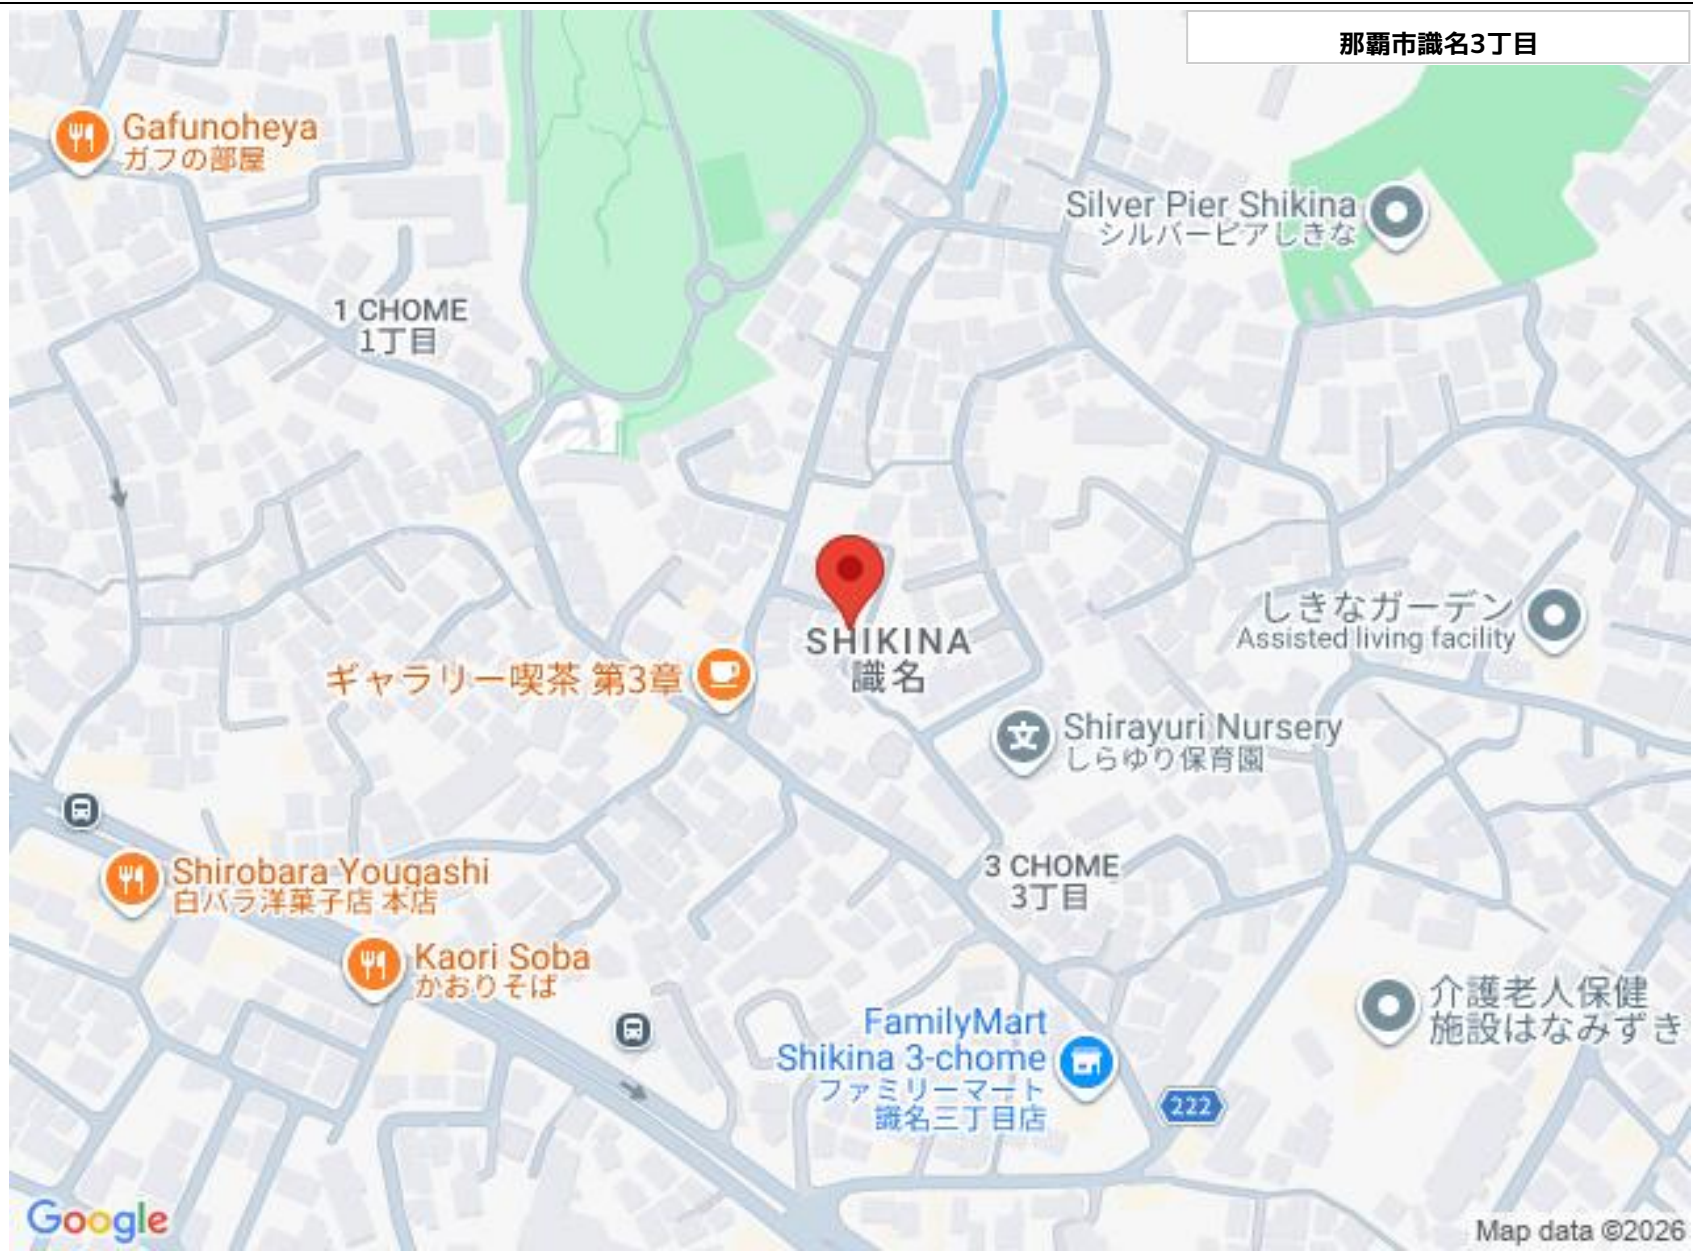 那覇市識名3丁目
Gafunoheya
ガフの部屋
Silver Pier Shikina
シルバーピアしきな
1 CHOME
1丁目
しきなガーデン
Assisted living facility
SHIKINA
識名
ギャラリー喫茶 第3章
Shirayuri Nursery
しらゆり保育園
Shirobara Yougashi
白バラ洋菓子店 本店
3 CHOME
3丁目
Kaori Soba
かおりそば
介護老人保健
施設はなみずき
FamilyMart
Shikina 3-chome
ファミリーマート
識名三丁目店
222
Google
Map data ©2026